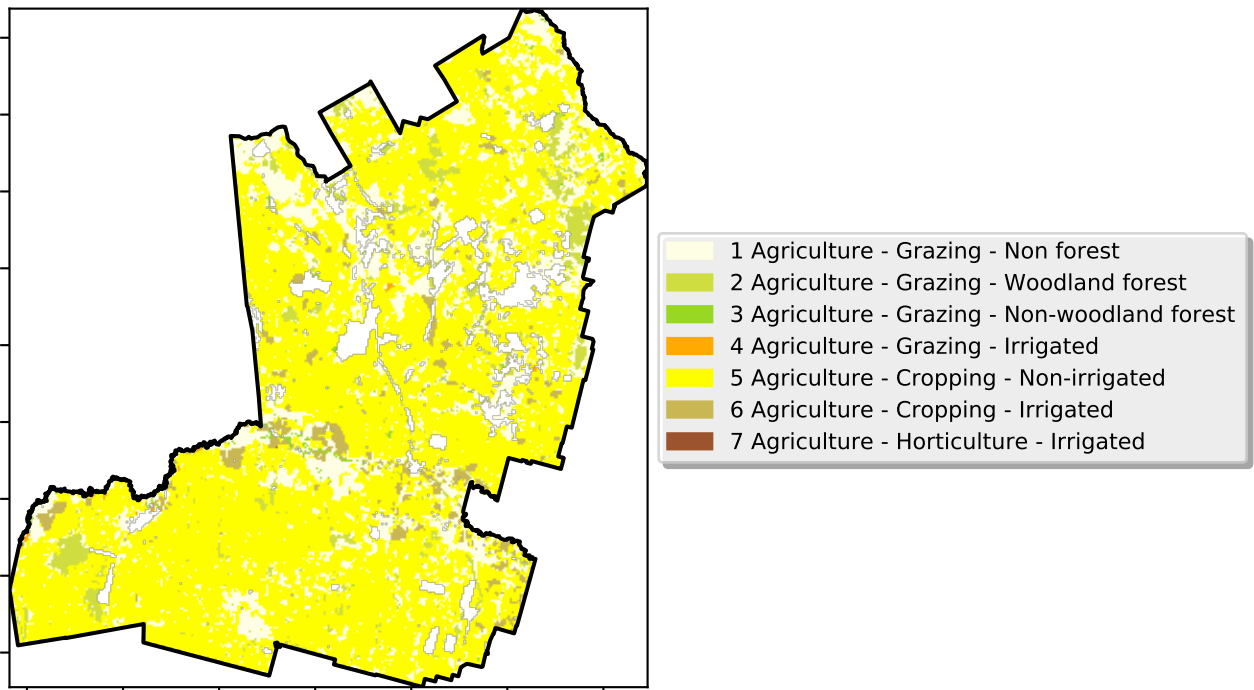 1 Agriculture - Grazing - Non forest
2 Agriculture - Grazing - Woodland forest
3 Agriculture - Grazing - Non-woodland forest
4 Agriculture - Grazing - Irrigated
5 Agriculture - Cropping - Non-irrigated
6 Agriculture - Cropping - Irrigated
7 Agriculture - Horticulture - Irrigated